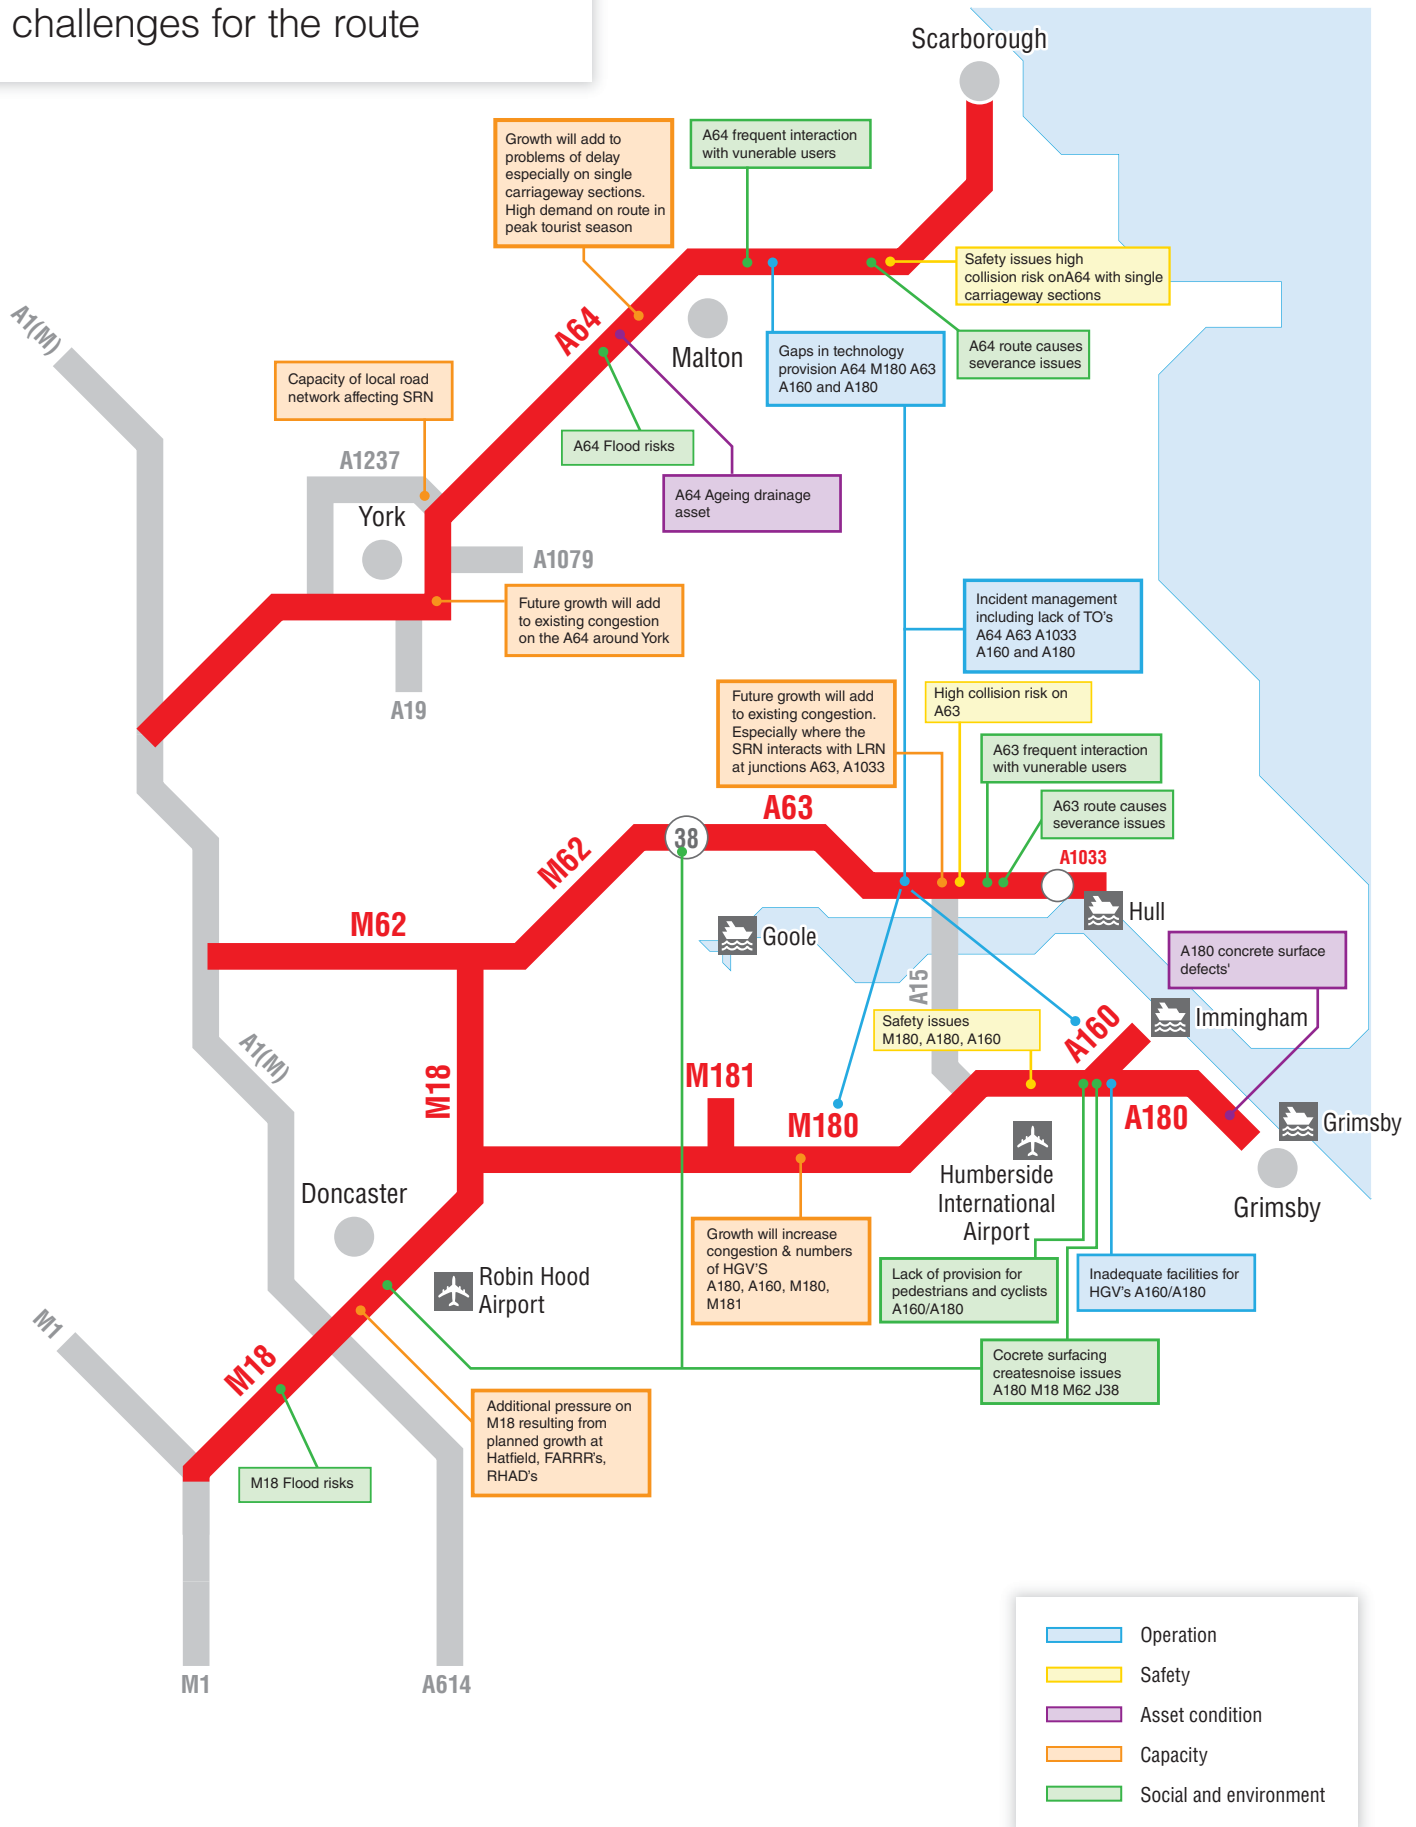 challenges for the route
Scarborough
Growth will add to
problems of delay
especially on single
carriageway sections.
High demand on route in
peak tourist season
A64 frequent interaction
with vunerable users
Safety issues high
collision risk onA64 with single
carriageway sections
A1(M)
A64
Malton
Gaps in technology
provision A64 M180 A63
A160 and A180
A64 route causes
severance issues
Capacity of local road
network affecting SRN
A64 Flood risks
A1237
A64 Ageing drainage
asset
York
A1079
Future growth will add
to existing congestion
on the A64 around York
Incident management
including lack of TO's
A64 A63 A1033
A160 and A180
A19
Future growth will add
to existing congestion.
Especially where the
SRN interacts with LRN
at junctions A63, A1033
High collision risk on
A63
A63 frequent interaction
with vunerable users
A63 route causes
severance issues
A63
38
M62
A1033
M62
Hull
Goole
A180 concrete surface
defects'
A15
Immingham
Safety issues
M180, A180, A160
A160
A1(M)
M18
M181
M180
A180
Grimsby
Humberside
International
Airport
Doncaster
Grimsby
Growth will increase
congestion & numbers
of HGV'S
A180, A160, M180,
M181
Lack of provision for
pedestrians and cyclists
A160/A180
Inadequate facilities for
HGV's A160/A180
Robin Hood
Airport
M1
M18
Cocrete surfacing
createsnoise issues
A180 M18 M62 J38
Additional pressure on
M18 resulting from
planned growth at
Hatfield, FARRR's,
RHAD's
M18 Flood risks
M1
A614
Operation
Safety
Asset condition
Capacity
Social and environment